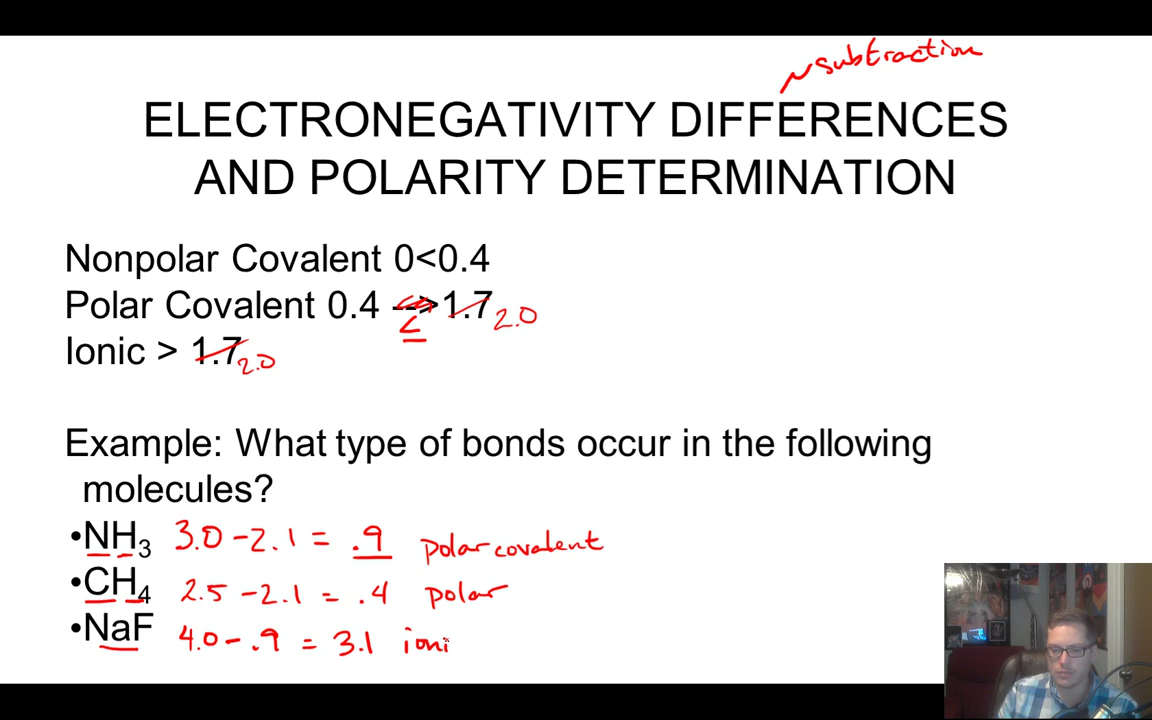 subtraction
ELECTRONEGATIVITY DIFFERENCES
AND POLARITY DETERMINATION
Nonpolar Covalent 0<0.4
Polar Covalent 0.4 --> 1.7 2.0
≤
Ionic > 1.7 2.0
Example: What type of bonds occur in the following
molecules?
•NH3 3.0 - 2.1 = .9 polar covalent
•CH4 2.5 - 2.1 = .4 polar
•NaF 4.0 - .9 = 3.1 ioni